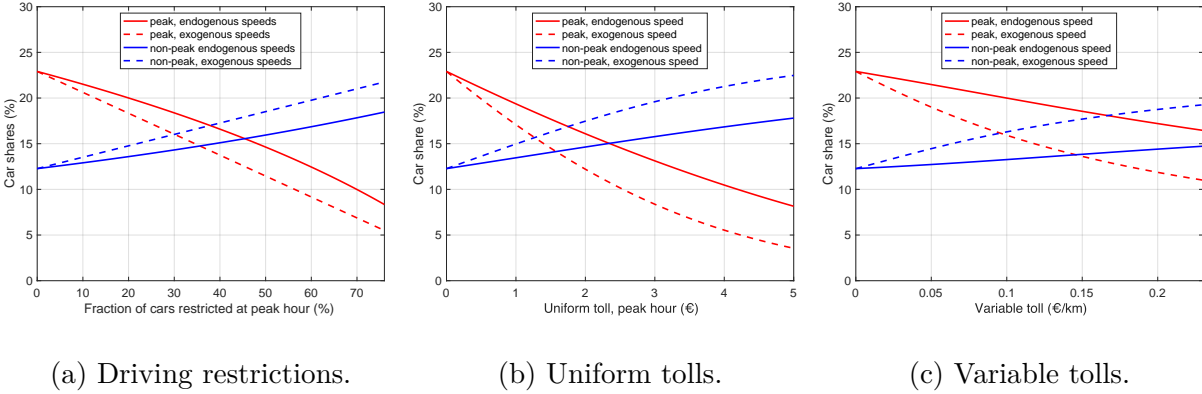 peak, endogenous speeds
peak, exogenous speeds
non-peak endogenous speeds
non-peak, exogenous speeds
Car share (%)
30
25
20
15
10
5
0
0 10 20 30 40 50 60 70
Fraction of cars restricted at peak hour (%)
(a) Driving restrictions.
peak, endogenous speed
peak, exogenous speed
non-peak endogenous speed
non-peak, exogenous speed
Car share (%)
30
25
20
15
10
5
0
0 1 2 3 4 5
Uniform toll, peak hour (€)
(b) Uniform tolls.
peak, endogenous speed
peak, exogenous speed
non-peak endogenous speed
non-peak, exogenous speed
Car share (%)
30
25
20
15
10
5
0
0 0.05 0.1 0.15 0.2
Variable toll (€/km)
(c) Variable tolls.